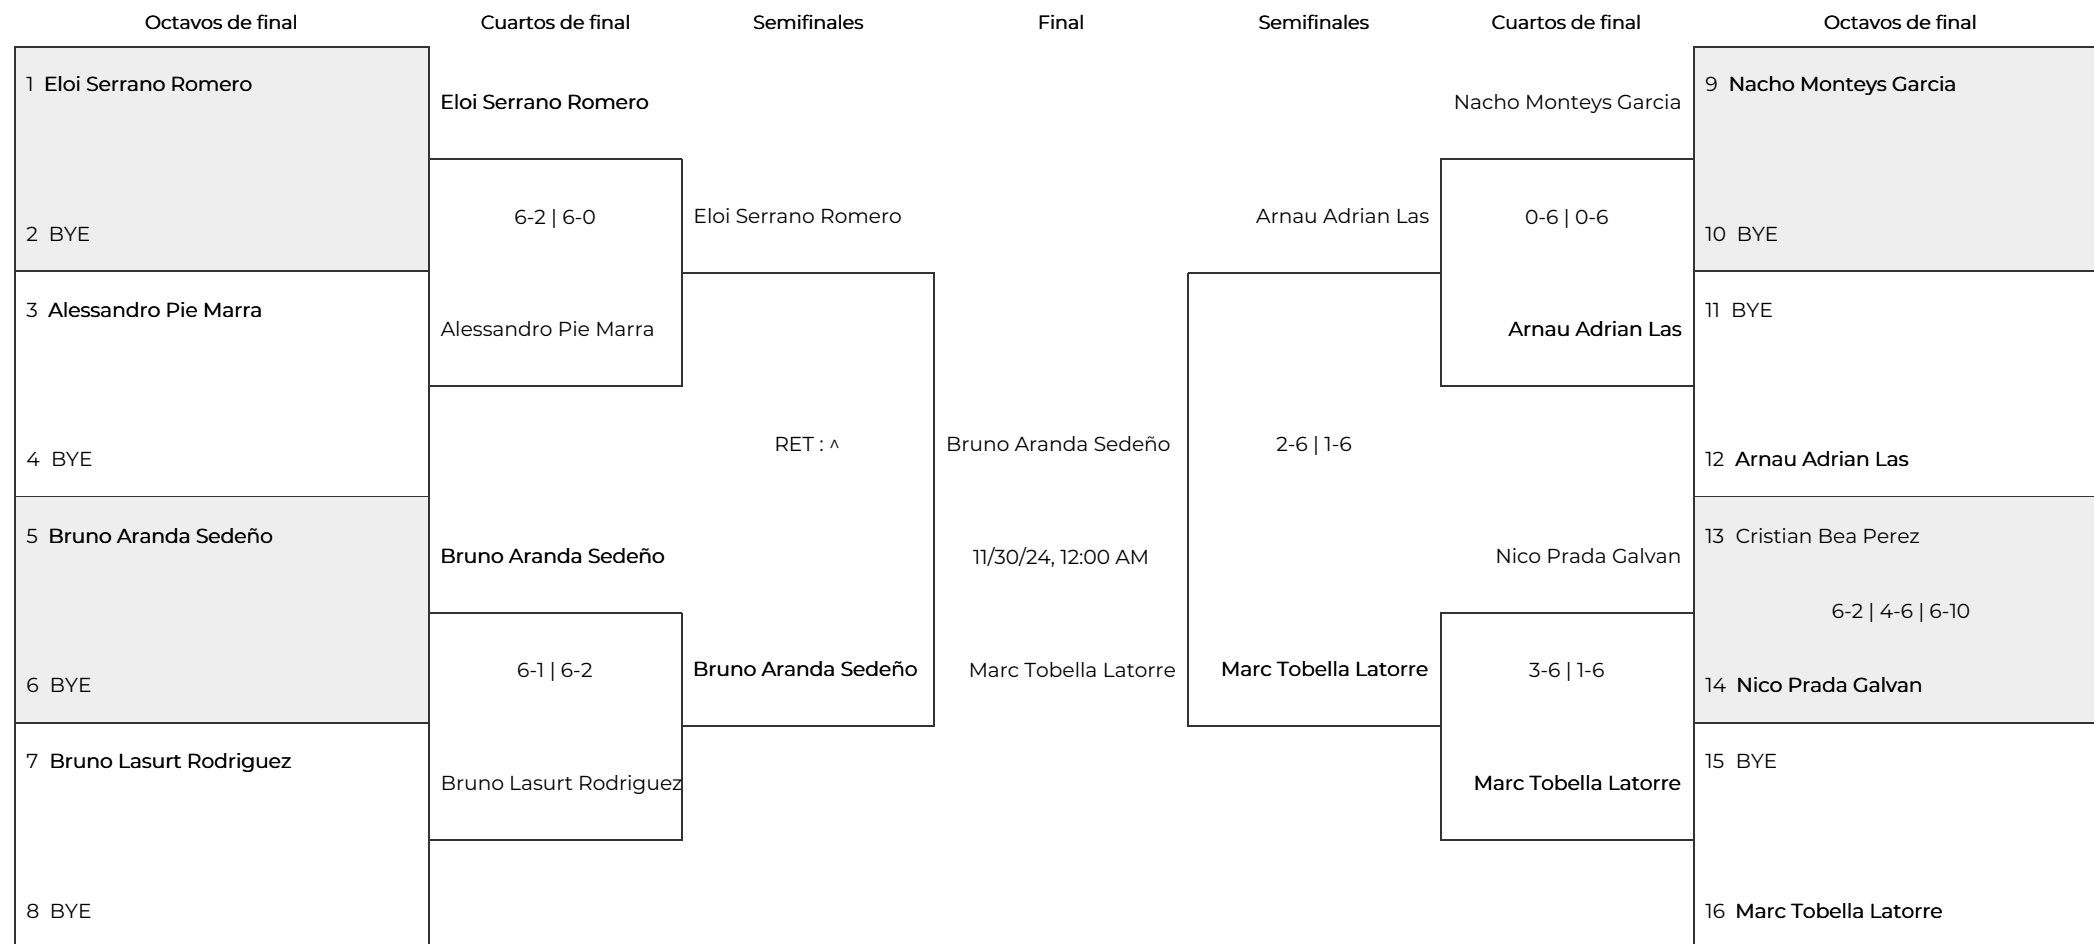 Octavos de final
Cuartos de final
Semifinales
Final
Semifinales
Cuartos de final
Octavos de final
1 Eloi Serrano Romero
2 BYE
3 Alessandro Pie Marra
4 BYE
5 Bruno Aranda Sedeño
6 BYE
7 Bruno Lasurt Rodriguez
8 BYE
Eloi Serrano Romero
6-2 | 6-0
Alessandro Pie Marra
Bruno Aranda Sedeño
6-1 | 6-2
Bruno Lasurt Rodriguez
Eloi Serrano Romero
RET : ^
Bruno Aranda Sedeño
Bruno Aranda Sedeño
11/30/24, 12:00 AM
Marc Tobella Latorre
Arnau Adrian Las
2-6 | 1-6
Marc Tobella Latorre
Nacho Monteys Garcia
0-6 | 0-6
Arnau Adrian Las
Nico Prada Galvan
3-6 | 1-6
Marc Tobella Latorre
9 Nacho Monteys Garcia
10 BYE
11 BYE
12 Arnau Adrian Las
13 Cristian Bea Perez
6-2 | 4-6 | 6-10
14 Nico Prada Galvan
15 BYE
16 Marc Tobella Latorre